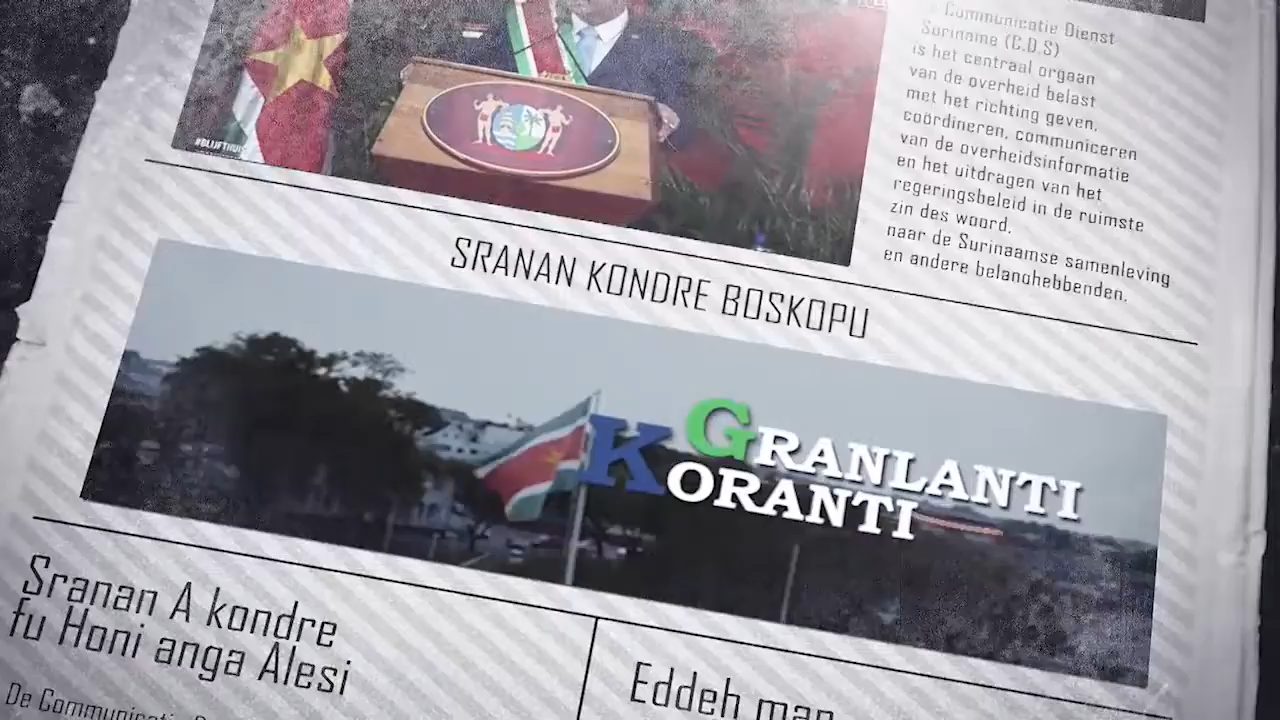 #BLIJFTHUIS
Communicatie Dienst
Suriname (C.D.S)
is het centraal orgaan
van de overheid belast
met het richting geven,
coördineren, communiceren
van de overheidsinformatie
en het uitdragen van het
regeringsbeleid in de ruimste
zin des woord.
naar de Surinaamse samenleving
en andere belanghebbenden.
SRANAN KONDRE BOSKOPU
GRANLANTI
KORANTI
Sranan A kondre
fu Honi anga Alesi
De
Eddeh man